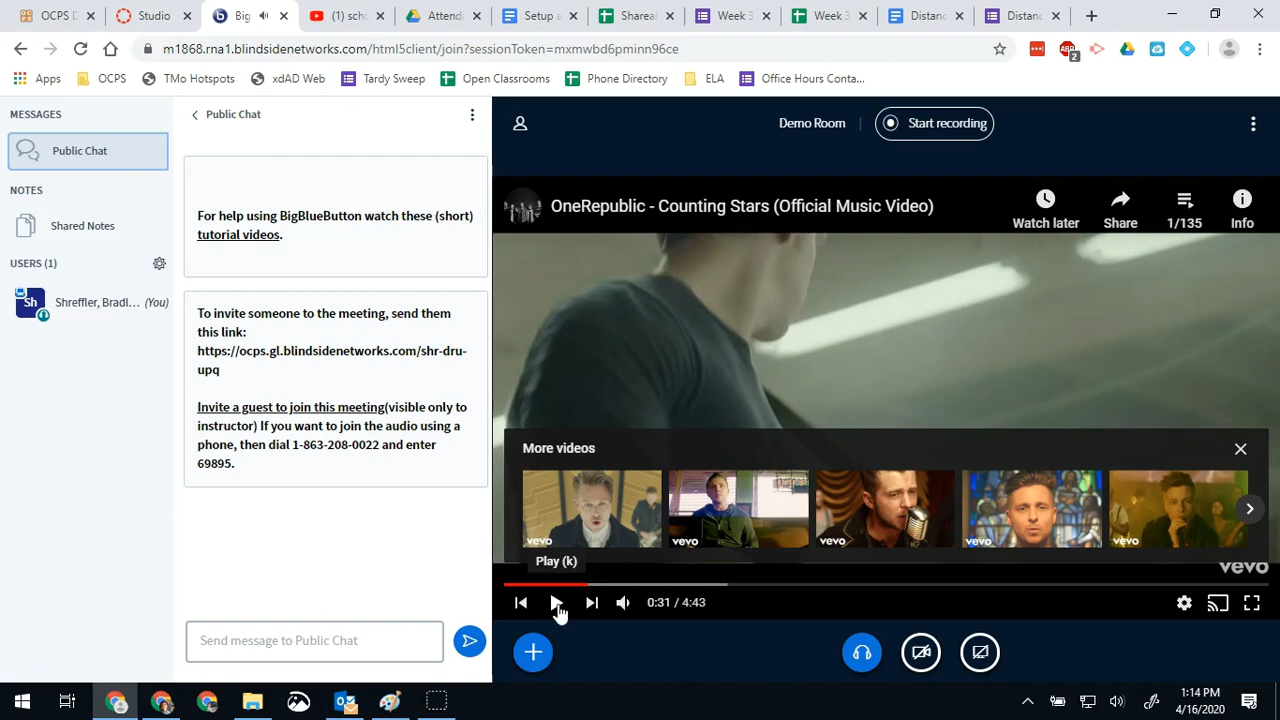 OCPS D
Studio
Big
(1) sch
Attend
Setup a
Shareal
Week 3
Week 3
Distanc
Distanc
m1868.rna1.blindsidenetworks.com/html5client/join?sessionToken=mxmwbd6pminn96ce
2
Apps
OCPS
TMo Hotspots
xdAD Web
Tardy Sweep
Open Classrooms
Phone Directory
ELA
Office Hours Conta...
MESSAGES
Public Chat
NOTES
Shared Notes
USERS (1)
Sh
Shreffler, Bradl... (You)
Public Chat
For help using BigBlueButton watch these (short)
tutorial videos.
To invite someone to the meeting, send them
this link:
https://ocps.gl.blindsidenetworks.com/shr-dru-
upq
Invite a guest to join this meeting(visible only to
instructor) If you want to join the audio using a
phone, then dial 1-863-208-0022 and enter
69895.
Send message to Public Chat
Demo Room
Start recording
OneRepublic - Counting Stars (Official Music Video)
Watch later
Share
1/135
Info
More videos
vevo
vevo
vevo
vevo
vevo
Play (k)
vevo
0:31 / 4:43
1:14 PM
4/16/2020